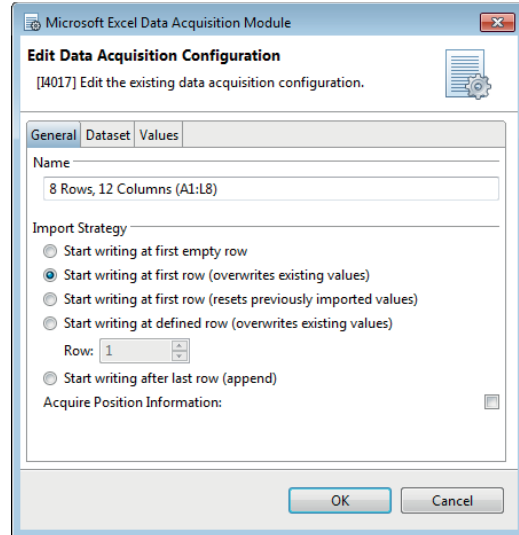 Microsoft Excel Data Acquisition Module
Edit Data Acquisition Configuration
[I4017] Edit the existing data acquisition configuration.
General Dataset Values
Name
8 Rows, 12 Columns (A1:L8)
Import Strategy
Start writing at first empty row
Start writing at first row (overwrites existing values)
Start writing at first row (resets previously imported values)
Start writing at defined row (overwrites existing values)
Row: 1
Start writing after last row (append)
Acquire Position Information:
OK Cancel